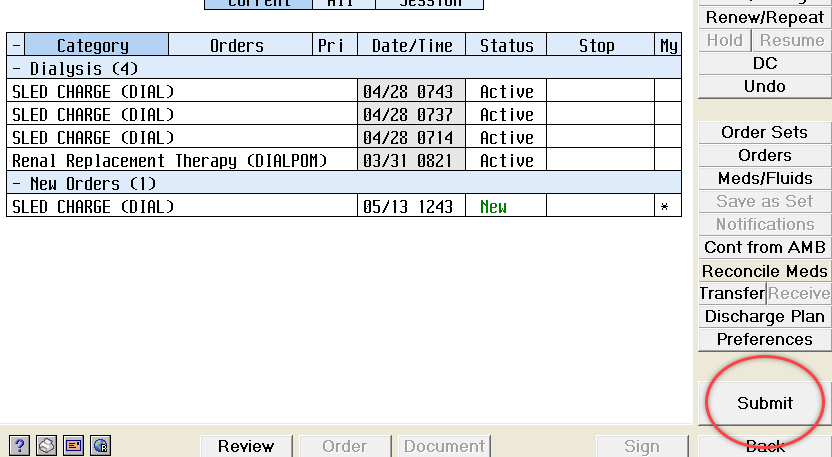 Current All Session
Renew/Repeat
Hold Resume
DC
Undo
- Category Orders Pri Date/Time Status Stop My
- Dialysis (4)
SLED CHARGE (DIAL) 04/28 0743 Active
SLED CHARGE (DIAL) 04/28 0737 Active
SLED CHARGE (DIAL) 04/28 0714 Active
Renal Replacement Therapy (DIALPOM) 03/31 0821 Active
- New Orders (1)
SLED CHARGE (DIAL) 05/13 1243 New *
Order Sets
Orders
Meds/Fluids
Save as Set
Notifications
Cont from AMB
Reconcile Meds
Transfer Receive
Discharge Plan
Preferences
Submit
? Review Order Document Sign Back